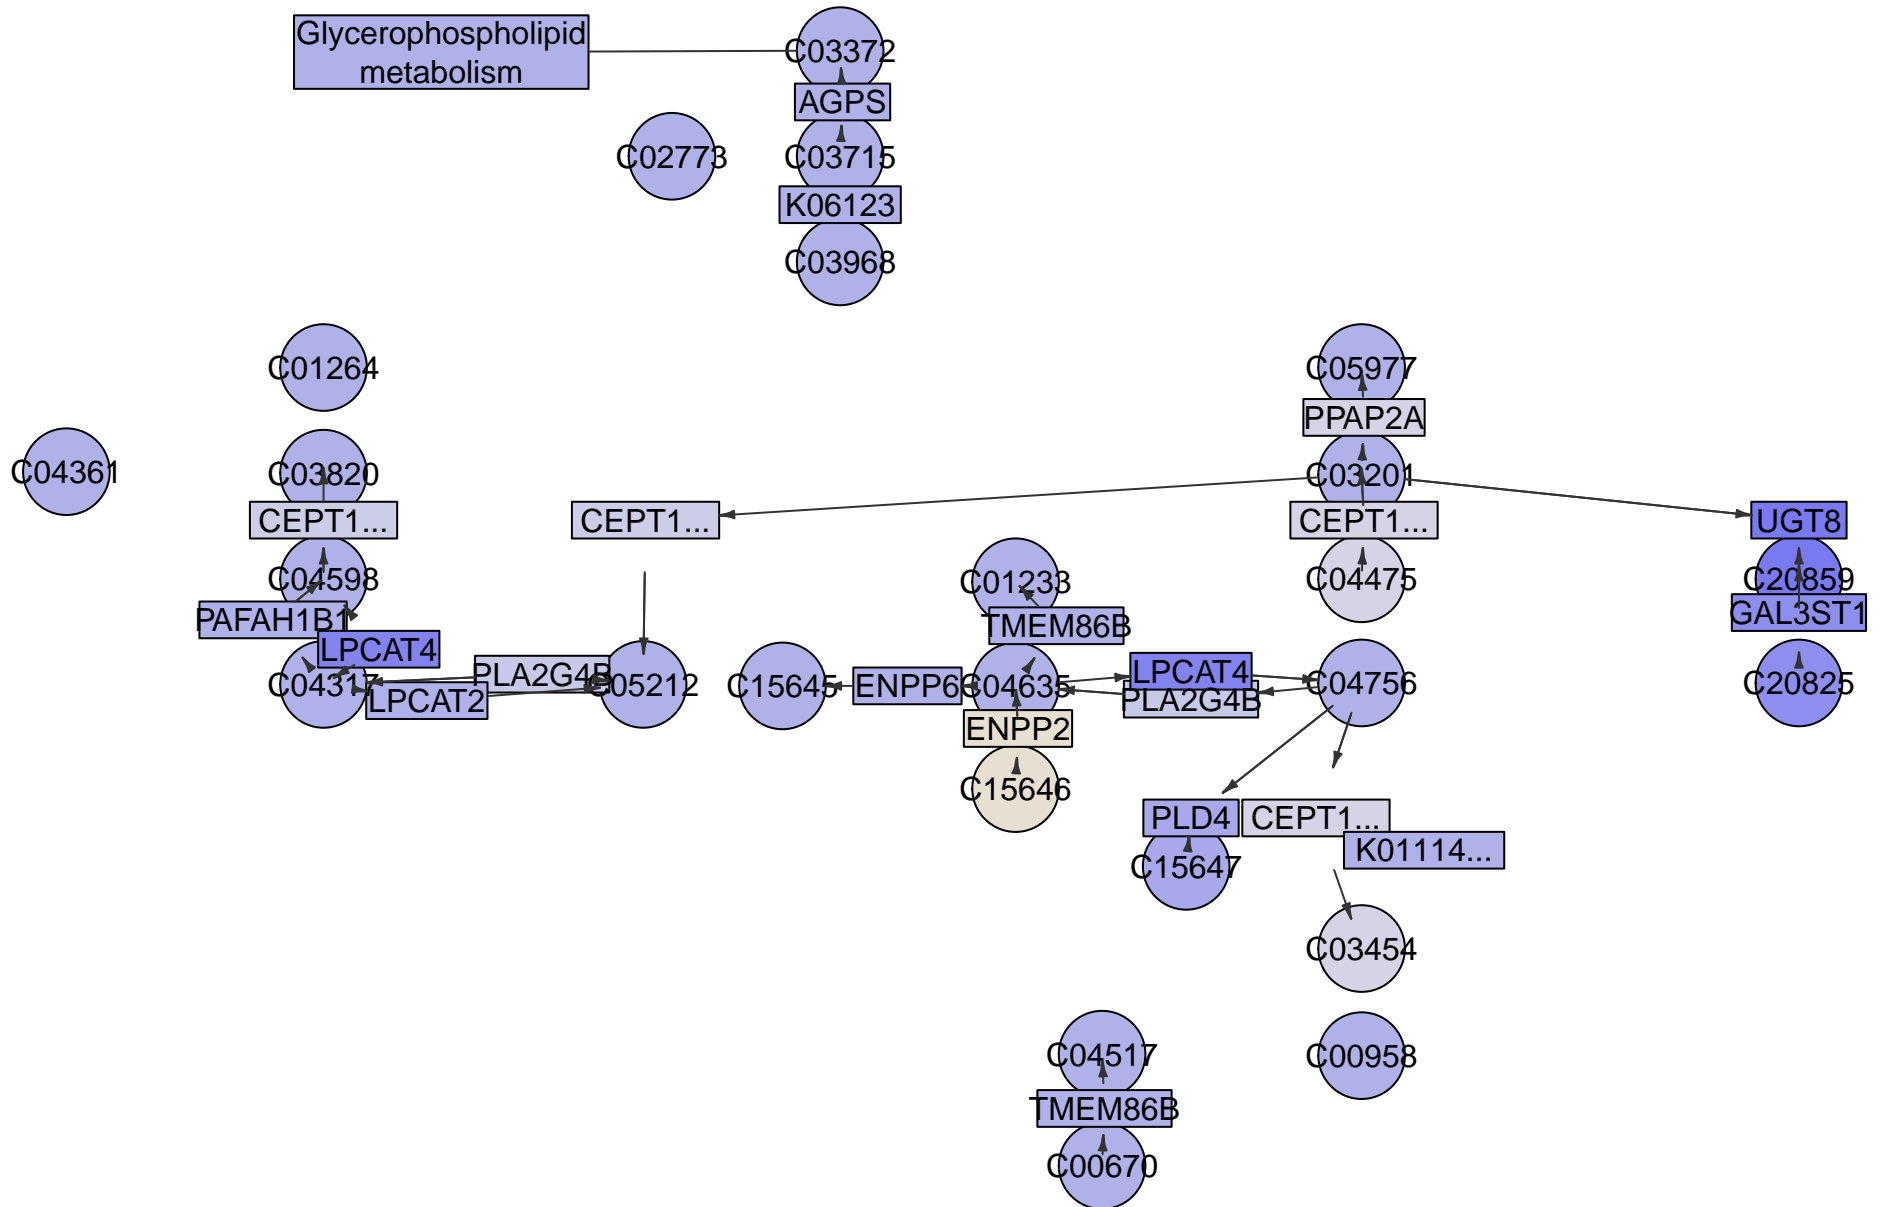 Glycerophospholipid
metabolism
C03372
AGPS
C02773
C03715
K06123
C03968
C01264
C05977
PPAP2A
C04361
C03820
C03201
CEPT1...
CEPT1...
CEPT1...
UGT8
C04598
C01233
C04475
C20859
PAFAH1B1
TMEM86B
GAL3ST1
LPCAT4
C04317
PLA2G4B
LPCAT2
C05212
C15645
ENPP6
C04635
LPCAT4
PLA2G4B
C04756
C20825
ENPP2
C15646
PLD4
CEPT1...
K01114...
C15647
C03454
C04517
C00958
TMEM86B
C00670